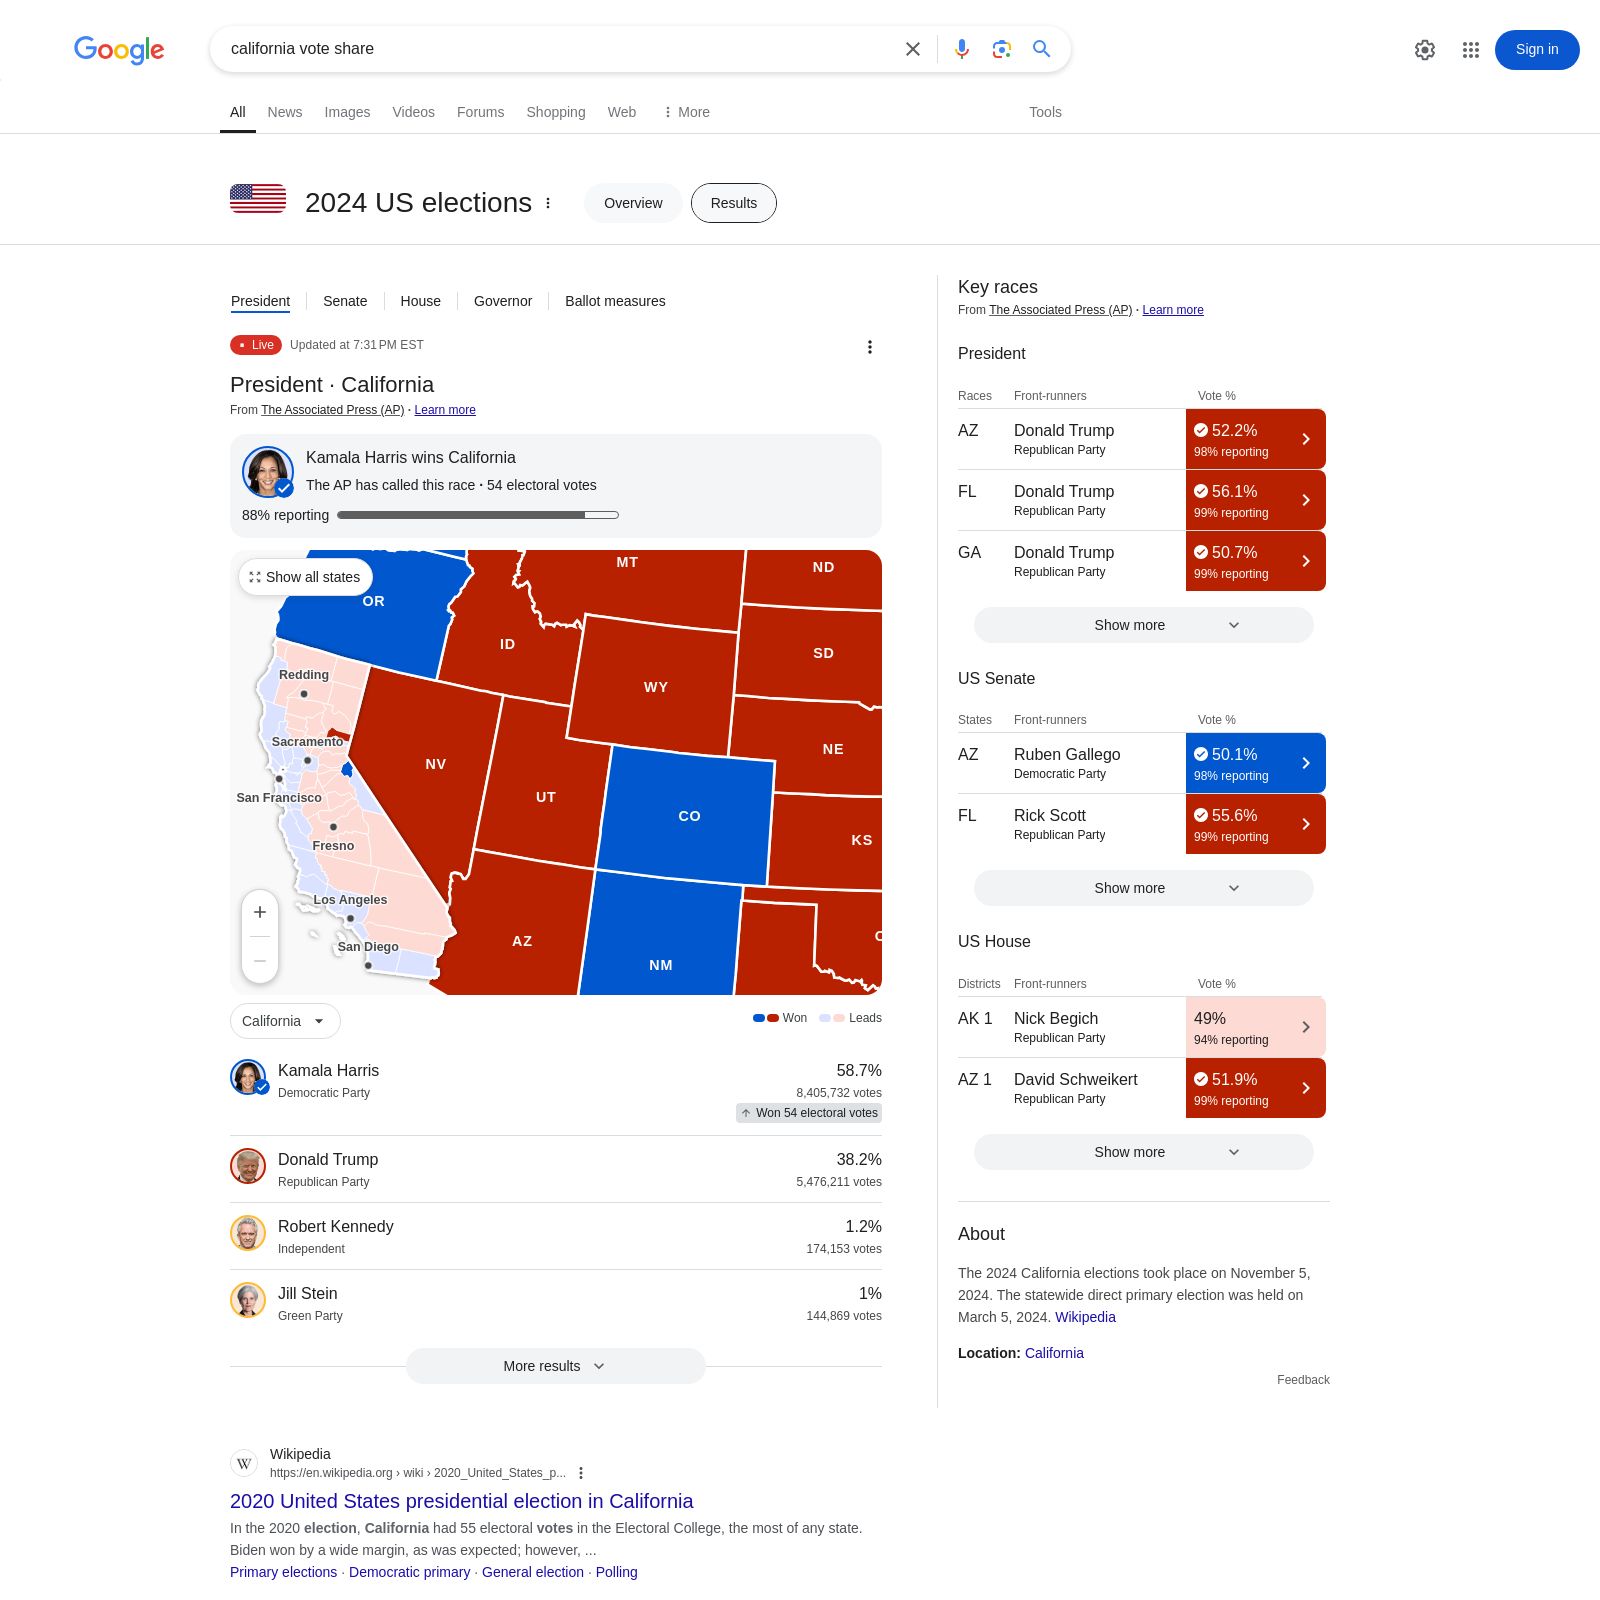 Google
california vote share
Sign in
All News Images Videos Forums Shopping Web More Tools
2024 US elections Overview Results
President Senate House Governor Ballot measures
Live Updated at 7:31 PM EST
President · California
From The Associated Press (AP) · Learn more
Kamala Harris wins California
The AP has called this race · 54 electoral votes
88% reporting
Show all states
MT
ND
OR
ID
SD
WY
Redding
NE
Sacramento
NV
San Francisco
UT
CO
KS
Fresno
Los Angeles
AZ
San Diego
NM
California
Won Leads
Kamala Harris 58.7%
Democratic Party 8,405,732 votes
Won 54 electoral votes
Donald Trump 38.2%
Republican Party 5,476,211 votes
Robert Kennedy 1.2%
Independent 174,153 votes
Jill Stein 1%
Green Party 144,869 votes
More results
Key races
From The Associated Press (AP) · Learn more
President
Races Front-runners Vote %
AZ Donald Trump 52.2%
Republican Party 98% reporting
FL Donald Trump 56.1%
Republican Party 99% reporting
GA Donald Trump 50.7%
Republican Party 99% reporting
Show more
US Senate
States Front-runners Vote %
AZ Ruben Gallego 50.1%
Democratic Party 98% reporting
FL Rick Scott 55.6%
Republican Party 99% reporting
Show more
US House
Districts Front-runners Vote %
AK 1 Nick Begich 49%
Republican Party 94% reporting
AZ 1 David Schweikert 51.9%
Republican Party 99% reporting
Show more
About
The 2024 California elections took place on November 5,
2024. The statewide direct primary election was held on
March 5, 2024. Wikipedia
Location: California
Feedback
W
Wikipedia
https://en.wikipedia.org › wiki › 2020_United_States_p...
2020 United States presidential election in California
In the 2020 election, California had 55 electoral votes in the Electoral College, the most of any state.
Biden won by a wide margin, as was expected; however, ...
Primary elections · Democratic primary · General election · Polling